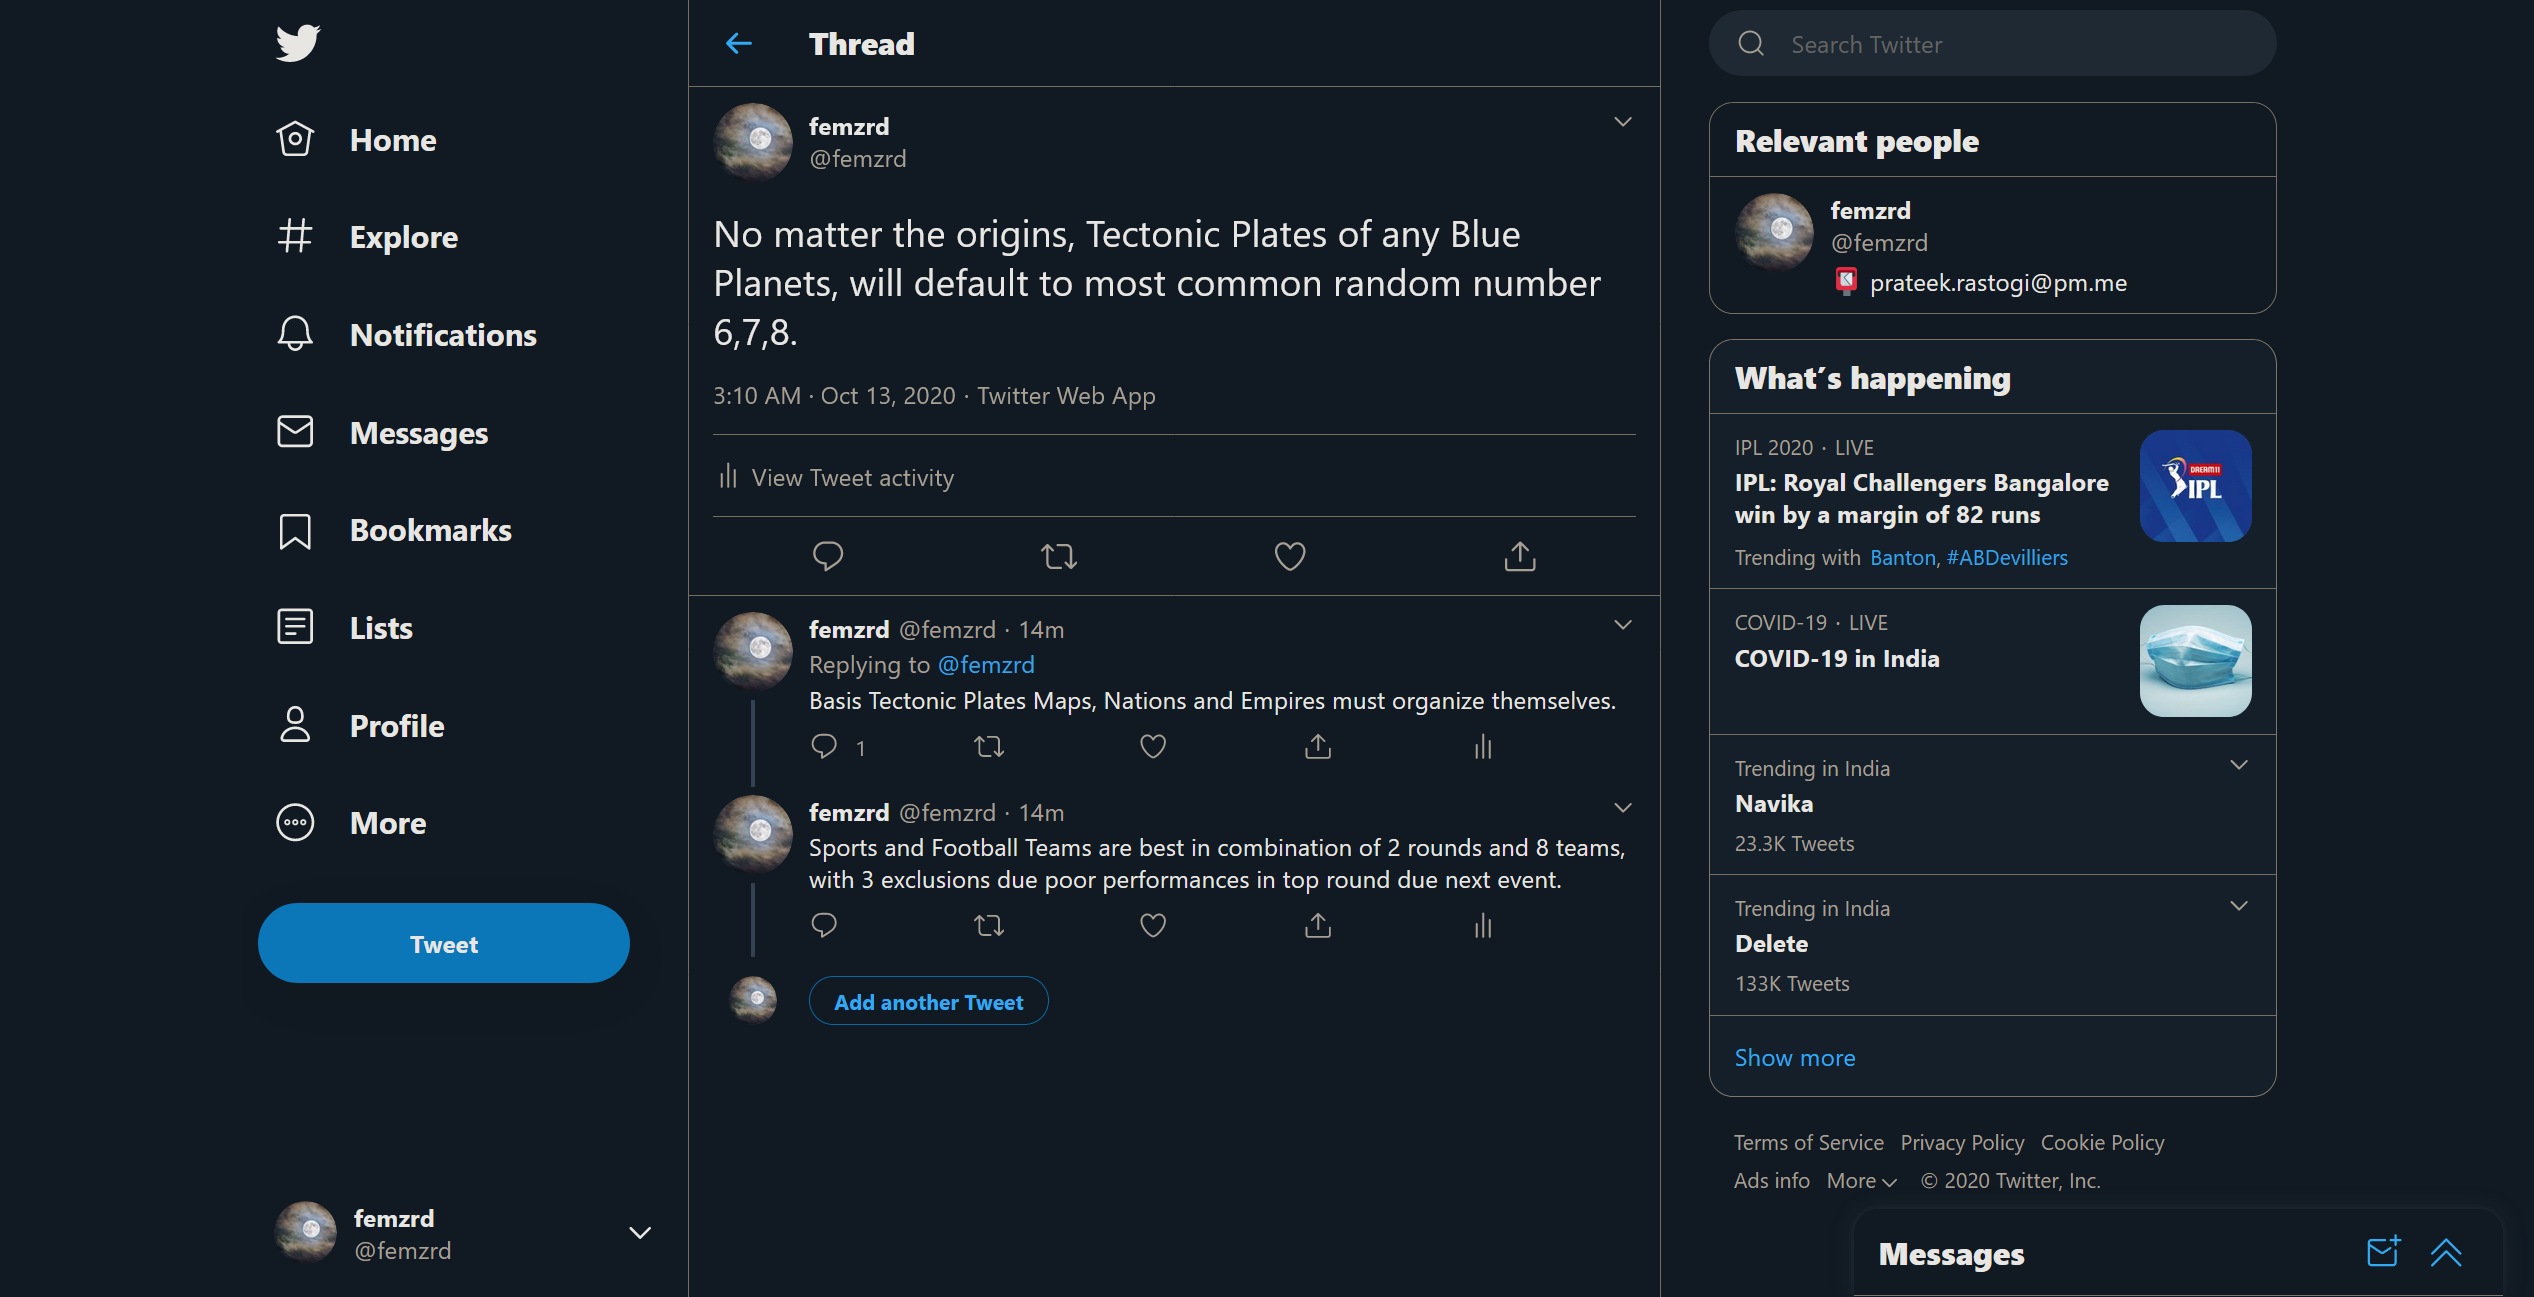 Home
Explore
Notifications
Messages
Bookmarks
Lists
Profile
More
Tweet
femzrd
@femzrd
Thread
femzrd
@femzrd
No matter the origins, Tectonic Plates of any Blue
Planets, will default to most common random number
6,7,8.
3:10 AM · Oct 13, 2020 · Twitter Web App
View Tweet activity
femzrd @femzrd · 14m
Replying to @femzrd
Basis Tectonic Plates Maps, Nations and Empires must organize themselves.
1
femzrd @femzrd · 14m
Sports and Football Teams are best in combination of 2 rounds and 8 teams,
with 3 exclusions due poor performances in top round due next event.
Add another Tweet
Search Twitter
Relevant people
femzrd
@femzrd
prateek.rastogi@pm.me
What's happening
IPL 2020 · LIVE
IPL: Royal Challengers Bangalore
win by a margin of 82 runs
Trending with Banton, #ABDevilliers
DREAM11
IPL
COVID-19 · LIVE
COVID-19 in India
Trending in India
Navika
23.3K Tweets
Trending in India
Delete
133K Tweets
Show more
Terms of Service Privacy Policy Cookie Policy
Ads info More © 2020 Twitter, Inc.
Messages